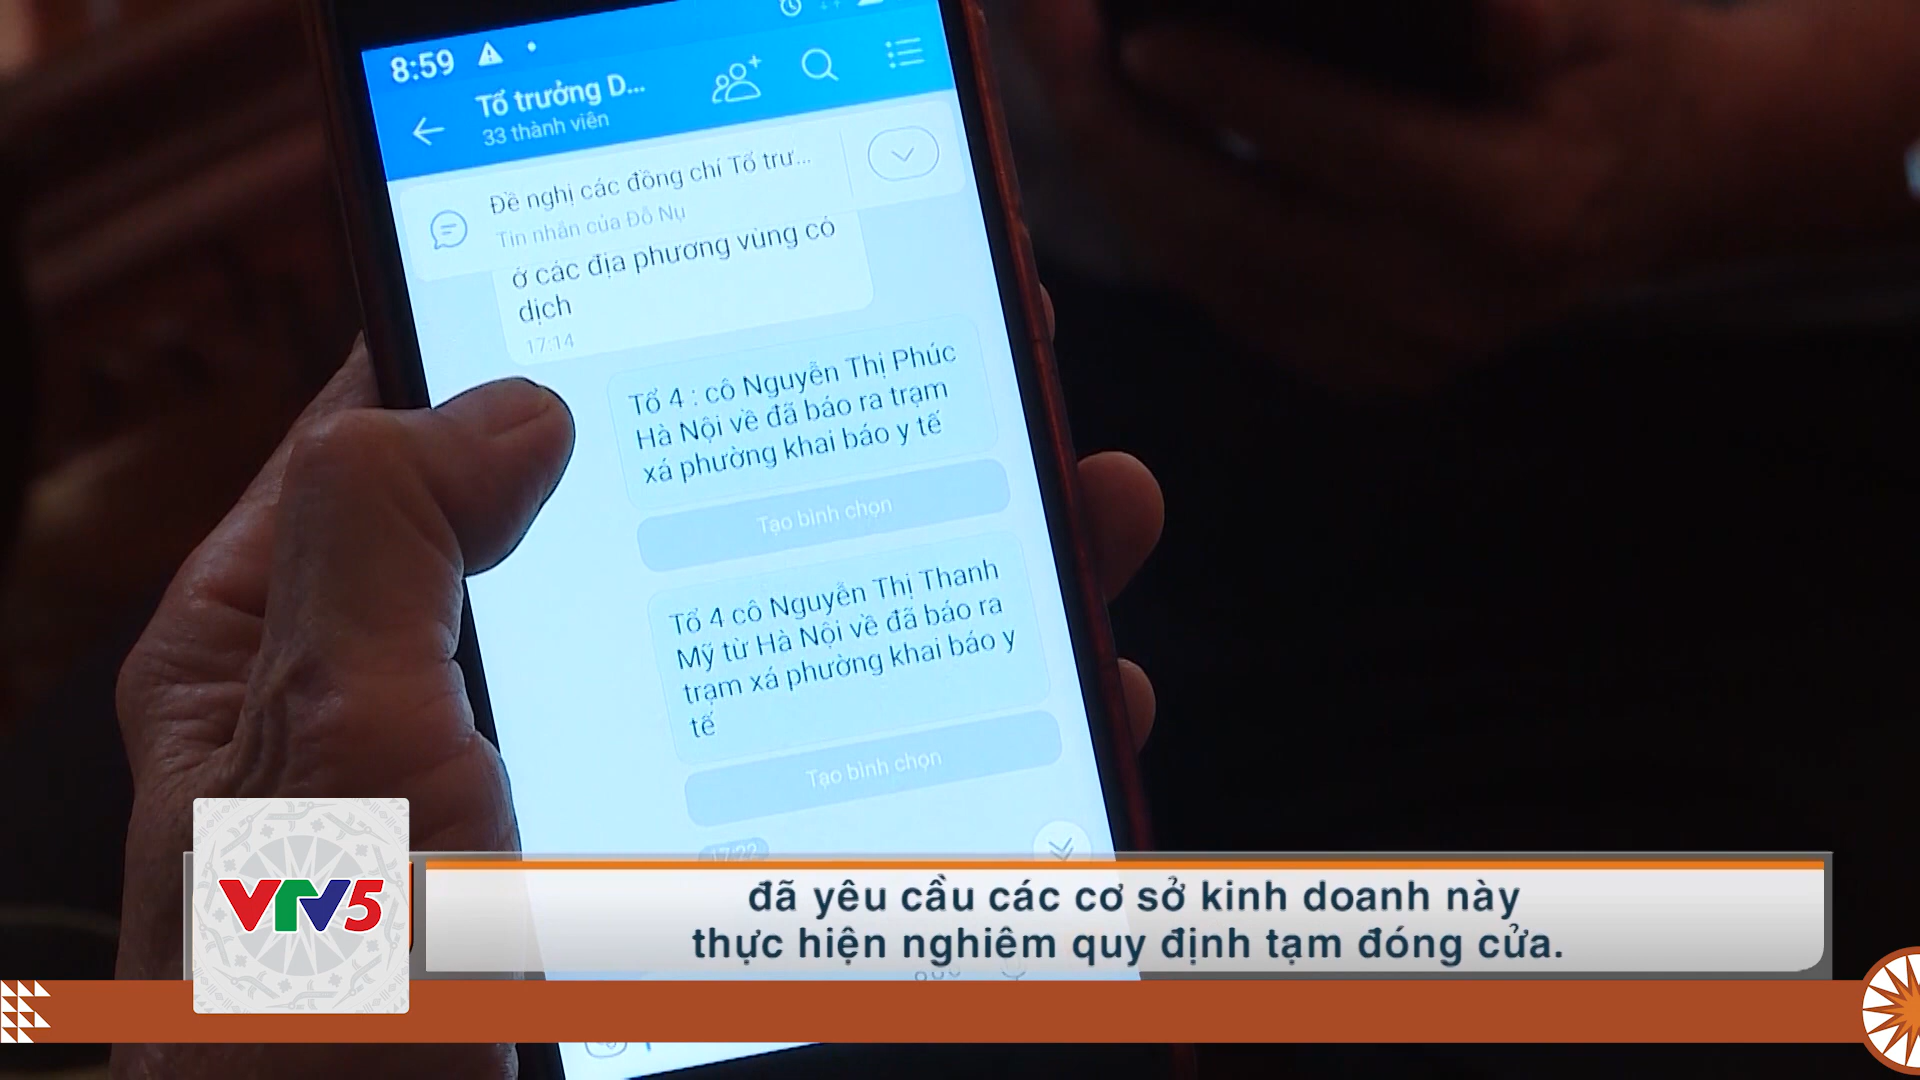 8:59
Tổ trưởng D...
33 thành viên
Đề nghị các đồng chí Tổ trư...
Tin nhắn của Đỗ Nụ
ở các địa phương vùng có
dịch
17:14
Tổ 4 : cô Nguyễn Thị Phúc
Hà Nội về đã báo ra trạm
xá phường khai báo y tế
Tạo bình chọn
Tổ 4 cô Nguyễn Thị Thanh
Mỹ từ Hà Nội về đã báo ra
trạm xá phường khai báo y
tế
Tạo bình chọn
17:22
VTV5
đã yêu cầu các cơ sở kinh doanh này
thực hiện nghiêm quy định tạm đóng cửa.